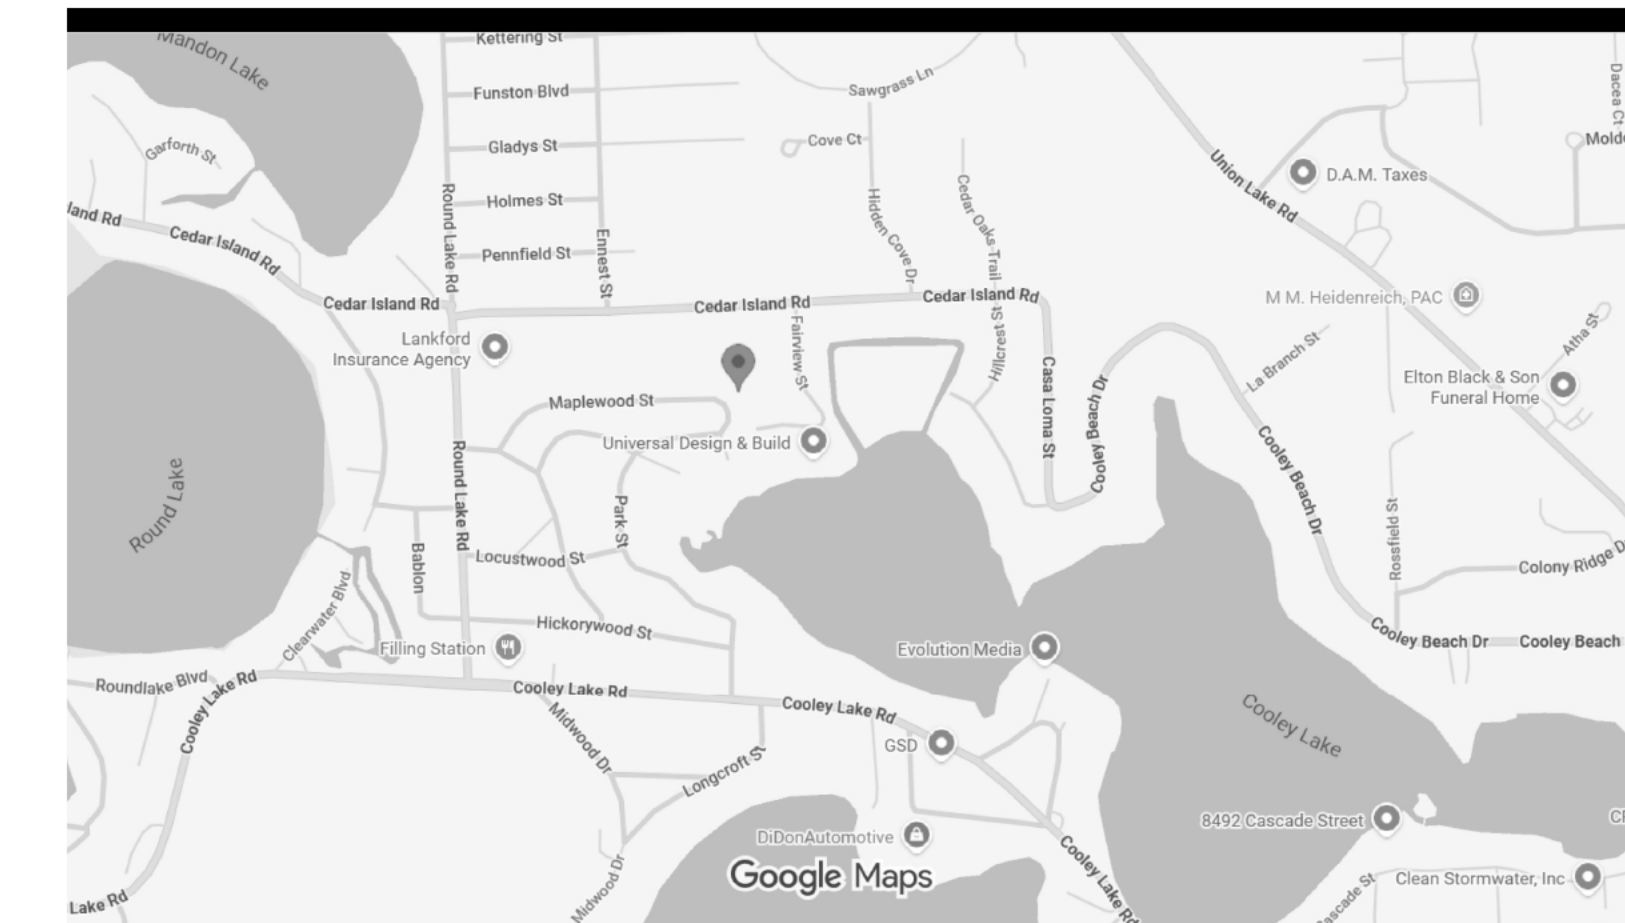 Mandon Lake
Kettering St
Sawgrass Ln
Funston Blvd
Dacea Ct
Garforth St
Gladys St
Cove Ct
Union Lake Rd
D.A.M. Taxes
Round Lake Rd
Holmes St
Hidden Cove Dr
Cedar Oaks Trail
land Rd
Cedar Island Rd
Pennfield St
Ennest St
Cedar Island Rd
Cedar Island Rd
Cedar Island Rd
M M. Heidenreich, PAC
Lankford
Insurance Agency
Fairview St
Hillcrest St
La Branch St
Atha St
Elton Black & Son
Funeral Home
Maplewood St
Casa Loma St
Cooley Beach Dr
Universal Design & Build
Round Lake
Round Lake Rd
Park St
Cooley Beach Dr
Rossfield St
Bablon
Locustwood St
Colony Ridge D
Clearwater Blvd
Hickorywood St
Filling Station
Evolution Media
Cooley Beach Dr
Cooley Beach
Roundlake Blvd
Cooley Lake Rd
Cooley Lake Rd
Cooley Lake Rd
Cooley Lake
Midwood Dr
GSD
Longcroft S
8492 Cascade Street
DiDonAutomotive
Google Maps
Midwood Dr
Cooley Lake Rd
Clean Stormwater, Inc
ascade St
Lake Rd